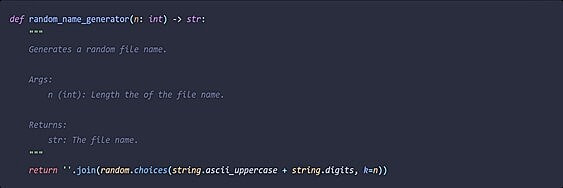 def random_name_generator(n: int) -> str:
    """
    Generates a random file name.

    Args:
        n (int): Length the of the file name.

    Returns:
        str: The file name.
    """
    return ''.join(random.choices(string.ascii_uppercase + string.digits, k=n))